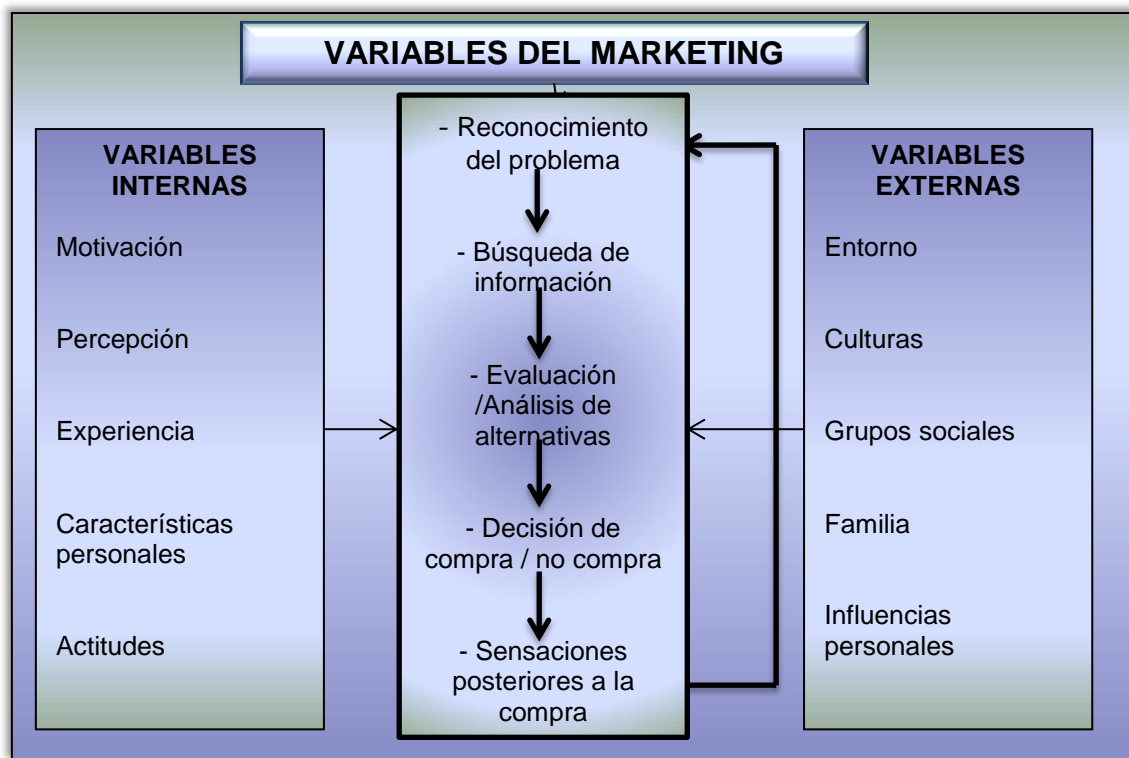 VARIABLES DEL MARKETING
VARIABLES
INTERNAS
Motivación
Percepción
Experiencia
Característícas
personales
Actitudes
- Reconocimiento
del problema
- Búsqueda de
información
- Evaluación
/Análisis de
alternativas
- Decisión de
compra / no compra
- Sensaciones
posteriores a la
compra
VARIABLES
EXTERNAS
Entorno
Culturas
Grupos sociales
Familia
Influencias
personales